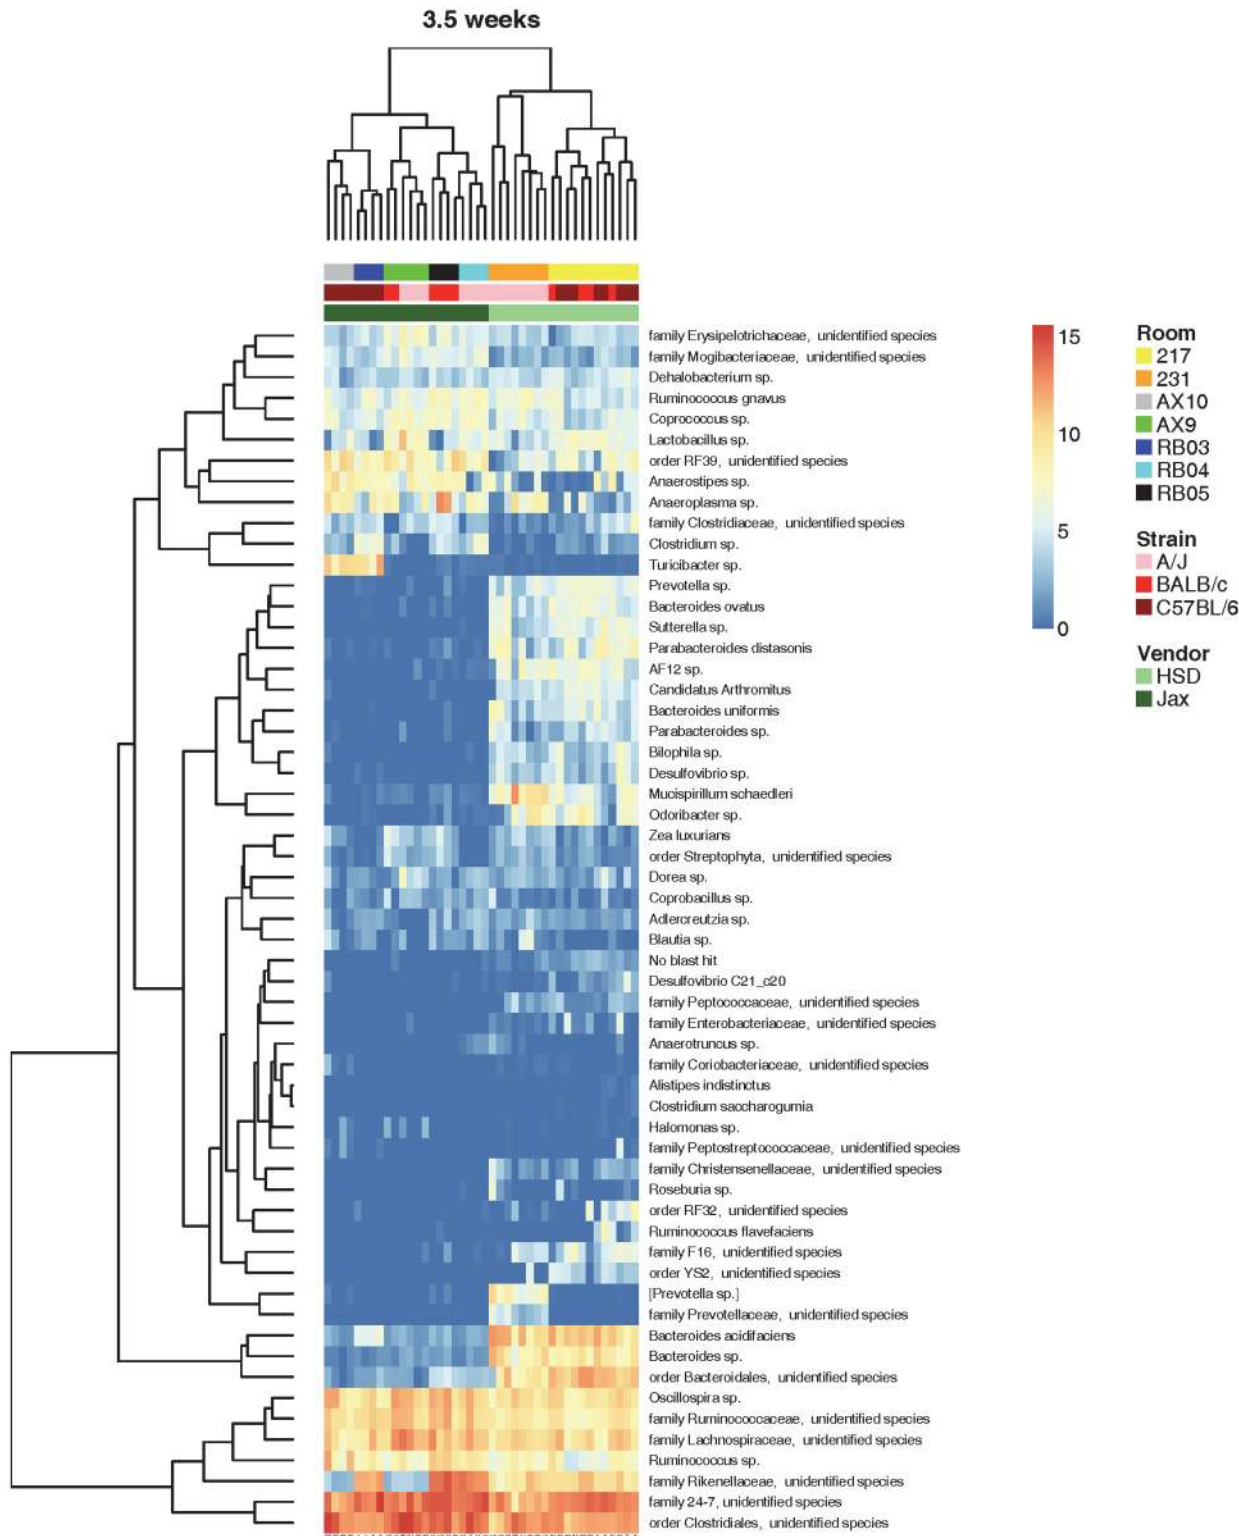 3.5 weeks
family Erysipelotrichaceae, unidentified species
family Mogibacteriaceae, unidentified species
Dehalobacterium sp.
Ruminococcus gnavus
Coprococcus sp.
Lactobacillus sp.
order RF39, unidentified species
Anaerostipes sp.
Anaeroplasma sp.
family Clostridiaceae, unidentified species
Clostridium sp.
Turicibacter sp.
Prevotella sp.
Bacteroides ovatus
Sutterella sp.
Parabacteroides distasonis
AF12 sp.
Candidatus Arthromitus
Bacteroides uniformis
Parabacteroides sp.
Bilophila sp.
Desulfovibrio sp.
Mucispirillum schaedleri
Odoribacter sp.
Zea luxurians
order Streptophyta, unidentified species
Dorea sp.
Coprobacillus sp.
Adlercreutzia sp.
Blautia sp.
No blast hit
Desulfovibrio C21_c20
family Peptococcaceae, unidentified species
family Enterobacteriaceae, unidentified species
Anaerotruncus sp.
family Coriobacteriaceae, unidentified species
Alistipes indistinctus
Clostridium saccharogumia
Halomonas sp.
family Peptostreptococcaceae, unidentified species
family Christensenellaceae, unidentified species
Roseburia sp.
order RF32, unidentified species
Ruminococcus flavefaciens
family F16, unidentified species
order YS2, unidentified species
[Prevotella sp.]
family Prevotellaceae, unidentified species
Bacteroides acidifaciens
Bacteroides sp.
order Bacteroidales, unidentified species
Oscillospira sp.
family Ruminococcaceae, unidentified species
family Lachnospiraceae, unidentified species
Ruminococcus sp.
family Rikenellaceae, unidentified species
family 24-7, unidentified species
order Clostridiales, unidentified species
15
10
5
0
Room
217
231
AX10
AX9
RB03
RB04
RB05
Strain
A/J
BALB/c
C57BL/6
Vendor
HSD
Jax